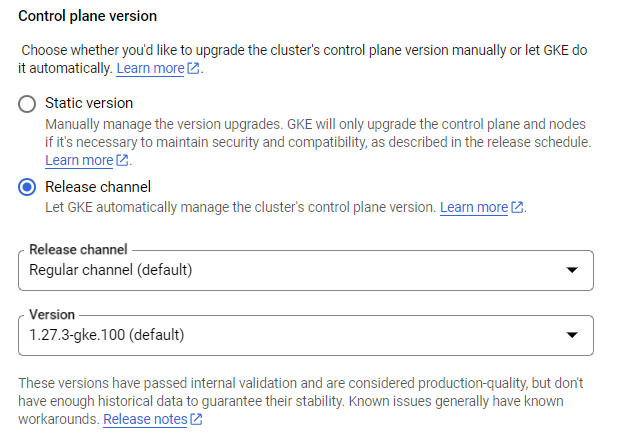 Control plane version
Choose whether you'd like to upgrade the cluster's control plane version manually or let GKE do
it automatically. Learn more.
Static version
Manually manage the version upgrades. GKE will only upgrade the control plane and nodes
if it's necessary to maintain security and compatibility, as described in the release schedule.
Learn more.
Release channel
Let GKE automatically manage the cluster's control plane version. Learn more.
Release channel
Regular channel (default)
Version
1.27.3-gke.100 (default)
These versions have passed internal validation and are considered production-quality, but don't
have enough historical data to guarantee their stability. Known issues generally have known
workarounds. Release notes